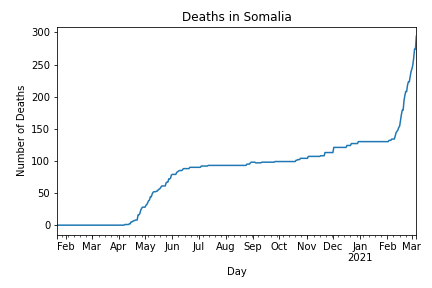 Deaths in Somalia
Number of Deaths
300
250
200
150
100
50
0
Feb Mar Apr May Jun Jul Aug Sep Oct Nov Dec Jan Feb Mar
2021
Day